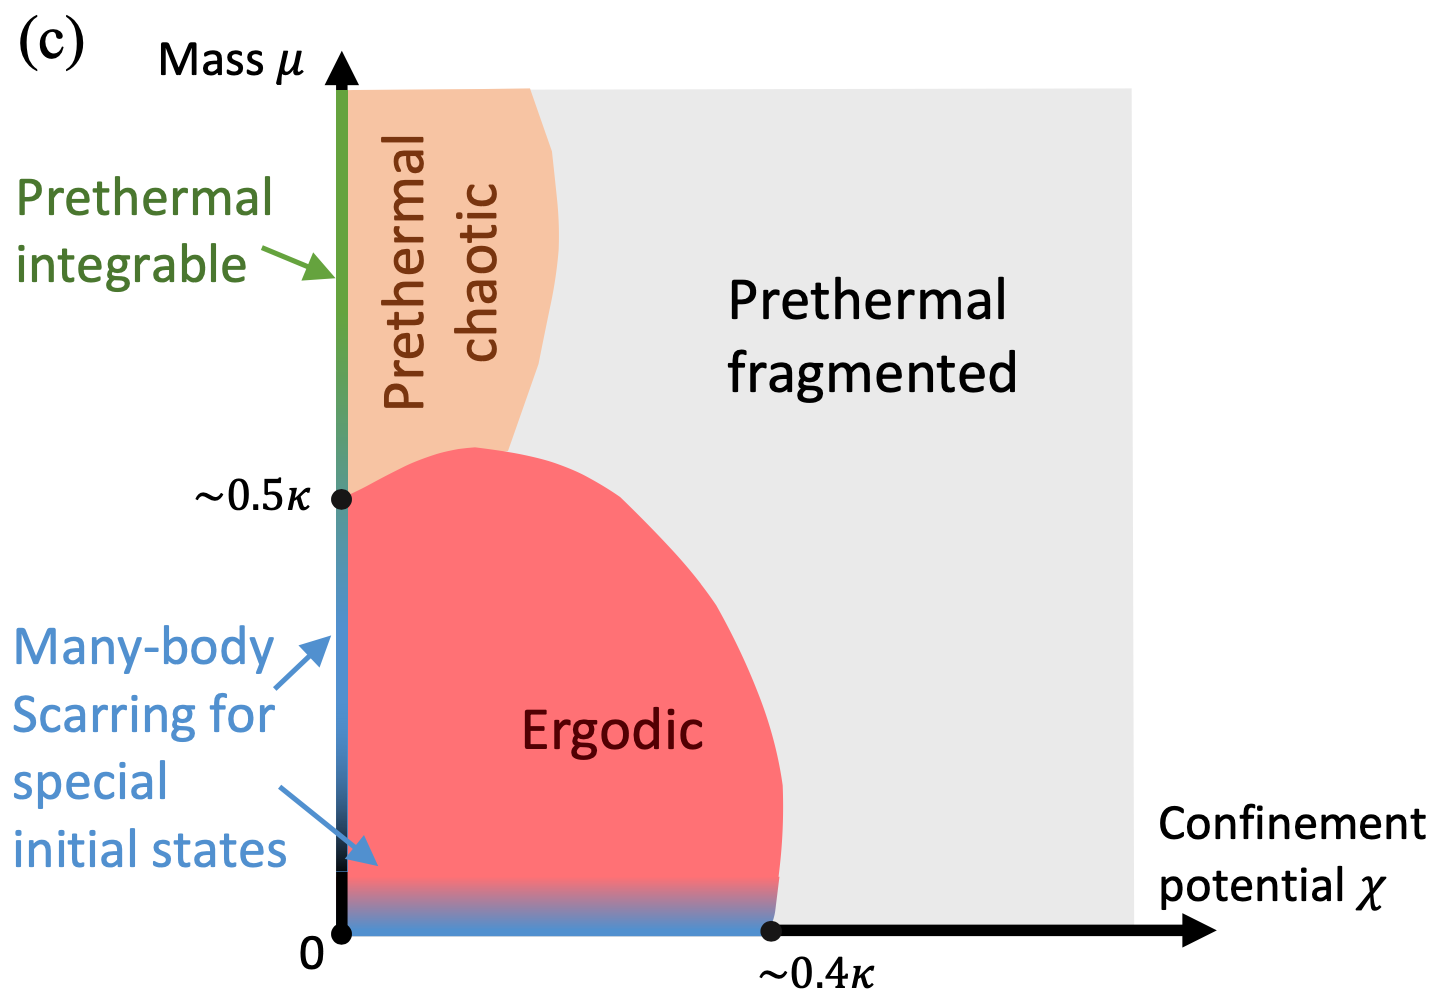 (c)
Mass μ
Prethermal
integrable
Prethermal
chaotic
Prethermal
fragmented
~0.5κ
Many-body
Scarring for
special
initial states
Ergodic
Confinement
potential χ
0
~0.4κ